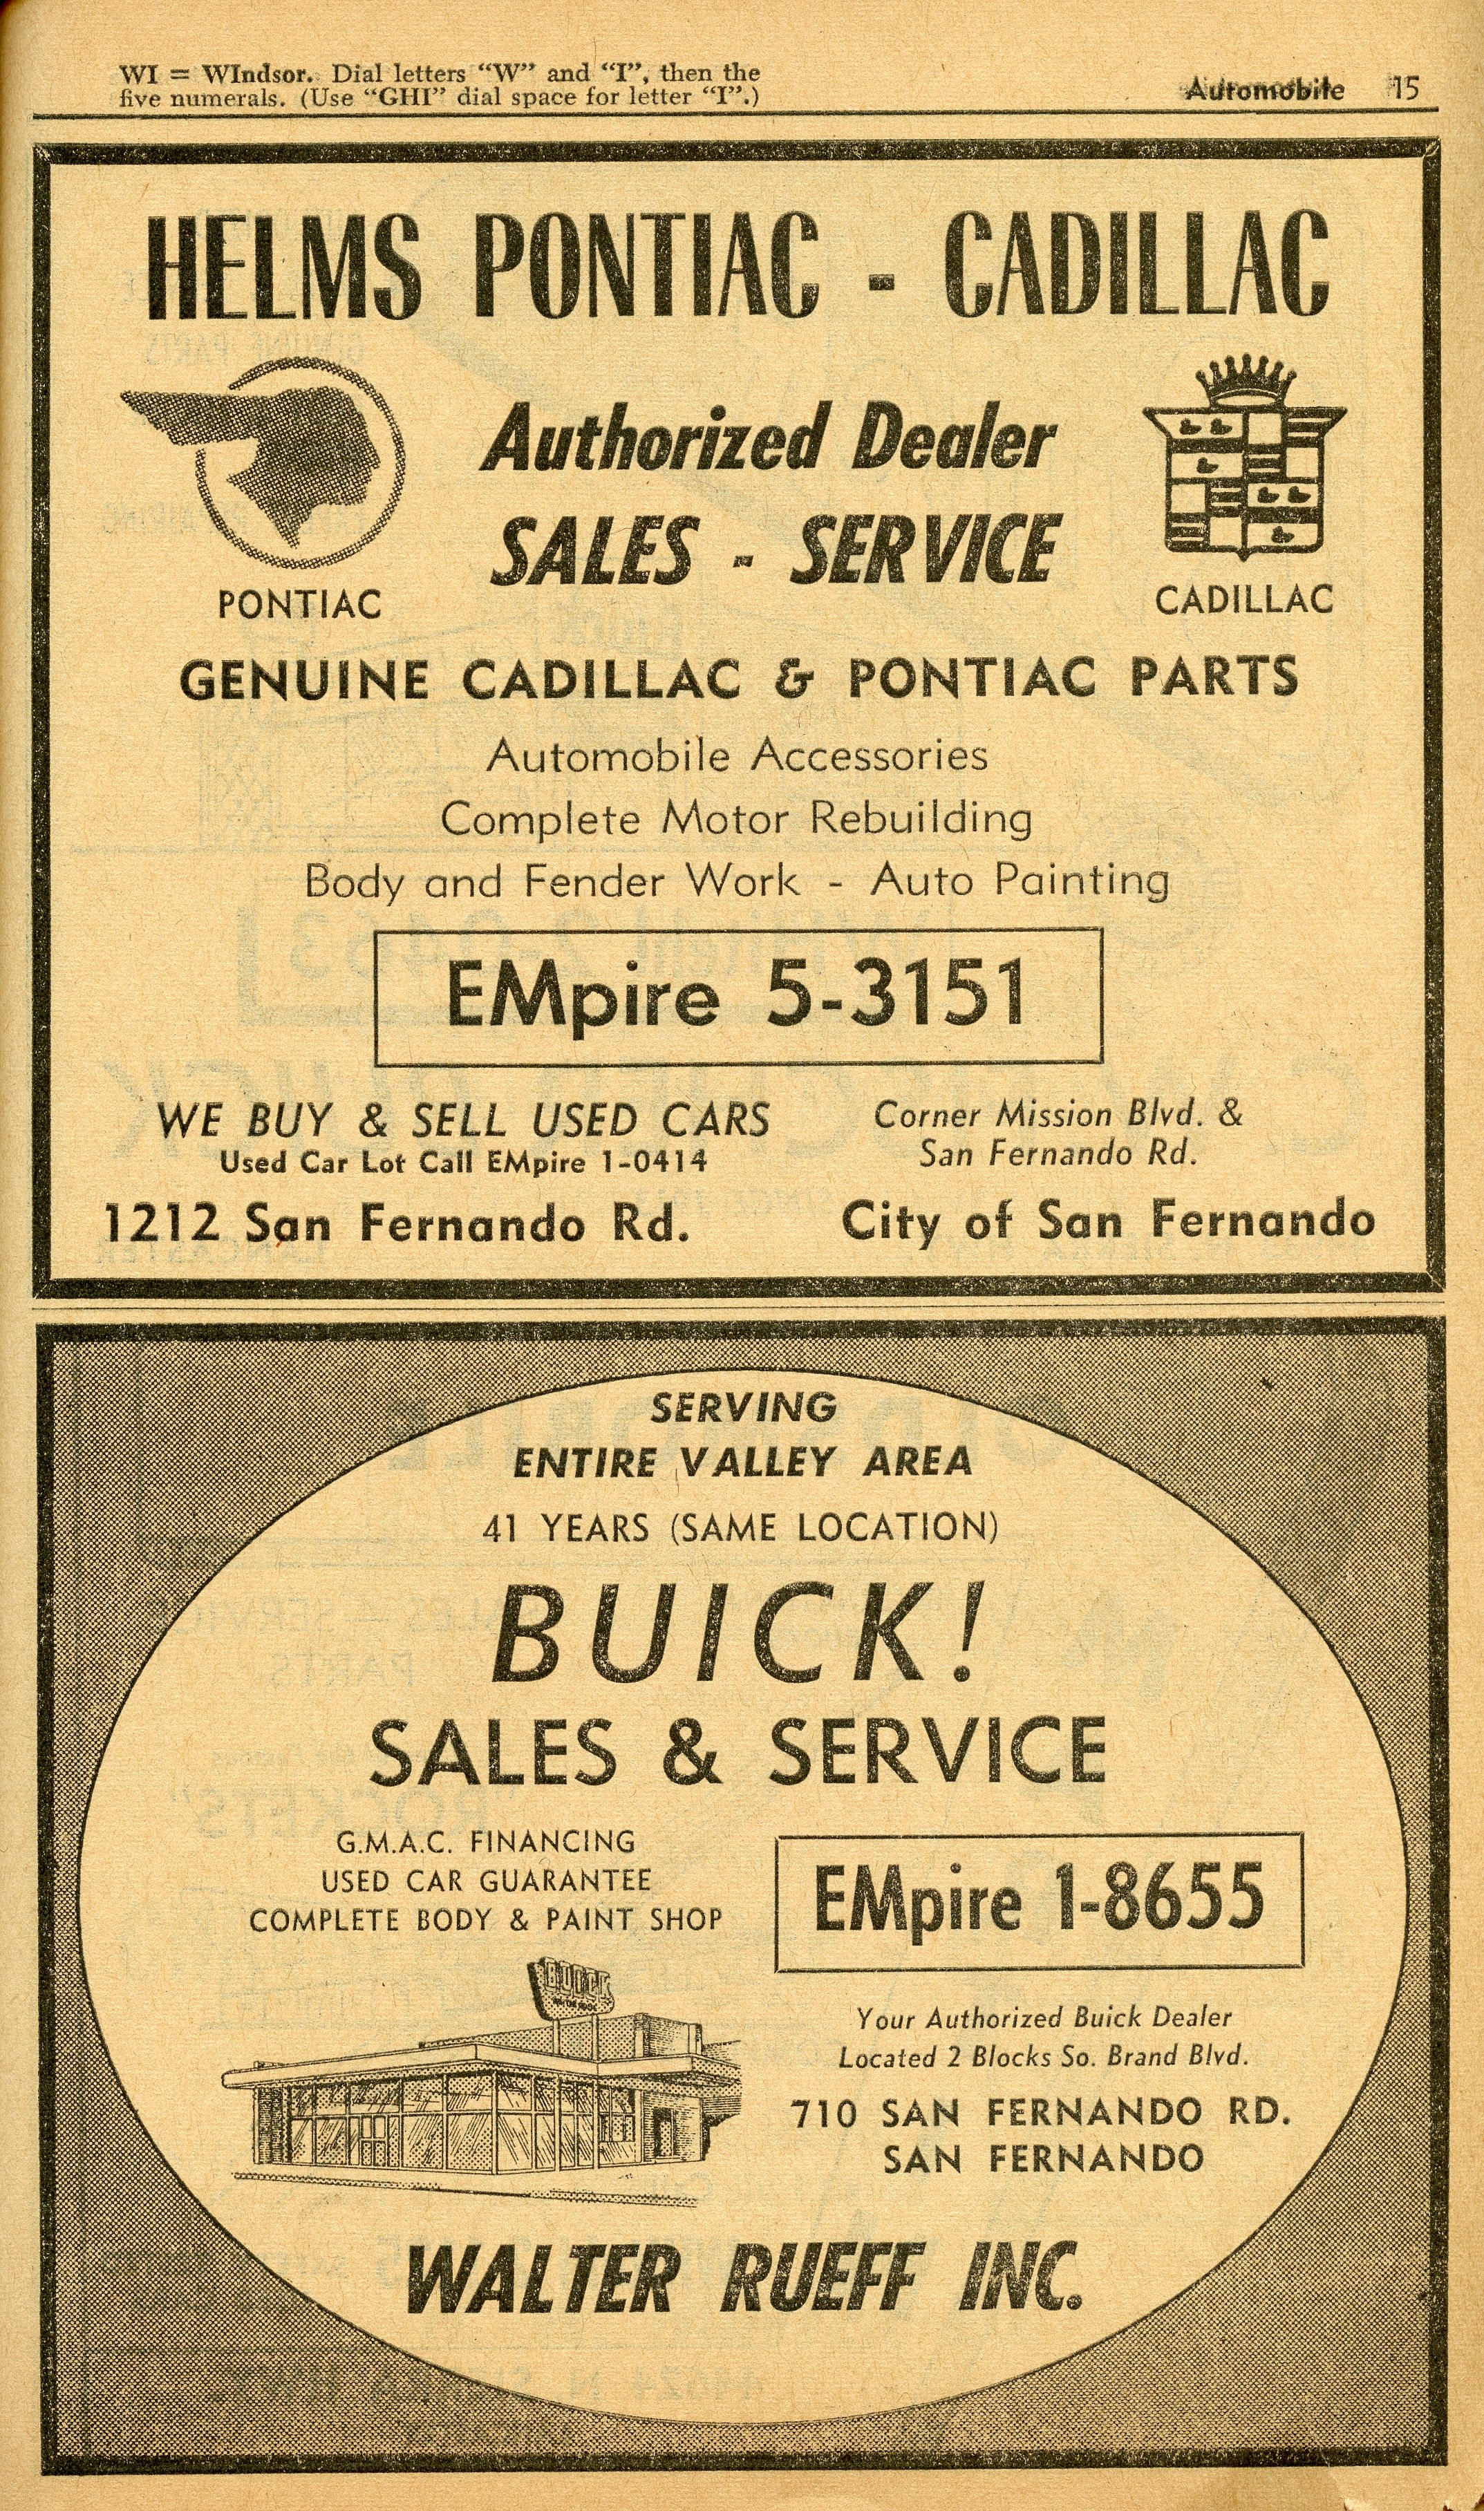 WI = WIndsor. Dial letters “W” and “I”, then the
five numerals. (Use “GHI” dial space for letter “I”.)
Automobile 15
HELMS PONTIAC - CADILLAC
Authorized Dealer
SALES - SERVICE
PONTIAC
CADILLAC
GENUINE CADILLAC & PONTIAC PARTS
Automobile Accessories
Complete Motor Rebuilding
Body and Fender Work - Auto Painting
EMpire 5-3151
WE BUY & SELL USED CARS
Used Car Lot Call EMpire 1-0414
1212 San Fernando Rd.
Corner Mission Blvd. &
San Fernando Rd.
City of San Fernando
SERVING
ENTIRE VALLEY AREA
41 YEARS (SAME LOCATION)
BUICK!
SALES & SERVICE
G.M.A.C. FINANCING
USED CAR GUARANTEE
COMPLETE BODY & PAINT SHOP
EMpire 1-8655
BUICK
Your Authorized Buick Dealer
Located 2 Blocks So. Brand Blvd.
710 SAN FERNANDO RD.
SAN FERNANDO
WALTER RUEFF INC.